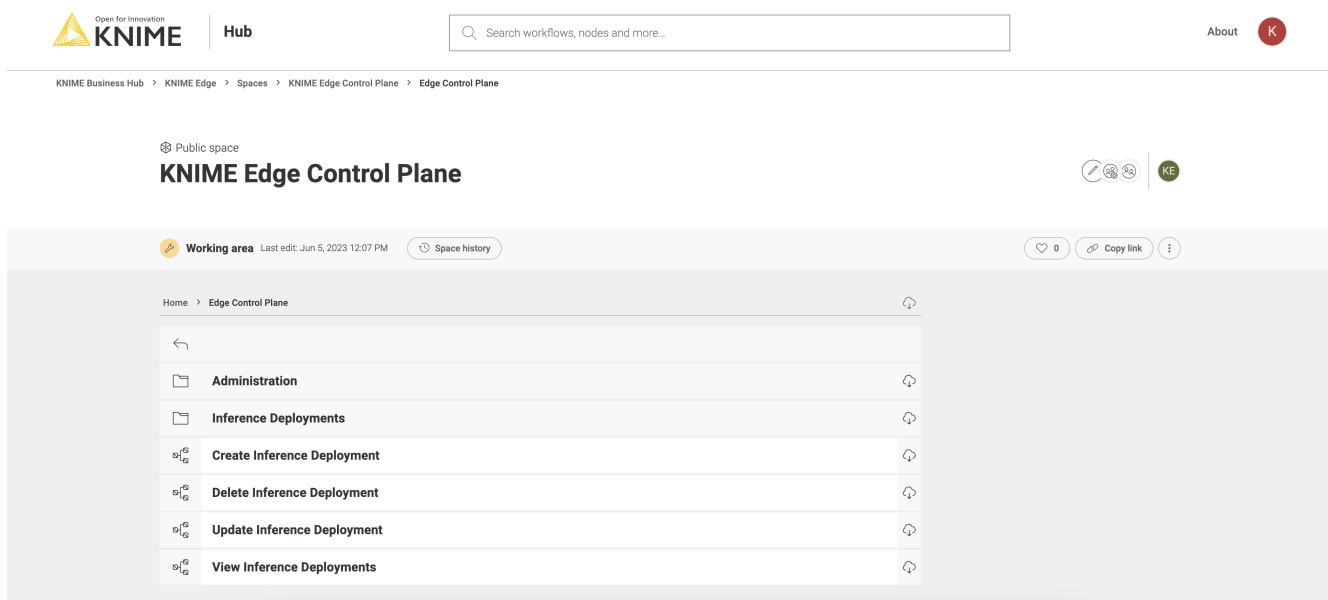 Open for Innovation
KNIME
Hub
Search workflows, nodes and more...
About
K
KNIME Business Hub > KNIME Edge > Spaces > KNIME Edge Control Plane > Edge Control Plane
Public space
KNIME Edge Control Plane
KE
Working area Last edit: Jun 5, 2023 12:07 PM Space history
0 Copy link
Home > Edge Control Plane
Administration
Inference Deployments
Create Inference Deployment
Delete Inference Deployment
Update Inference Deployment
View Inference Deployments